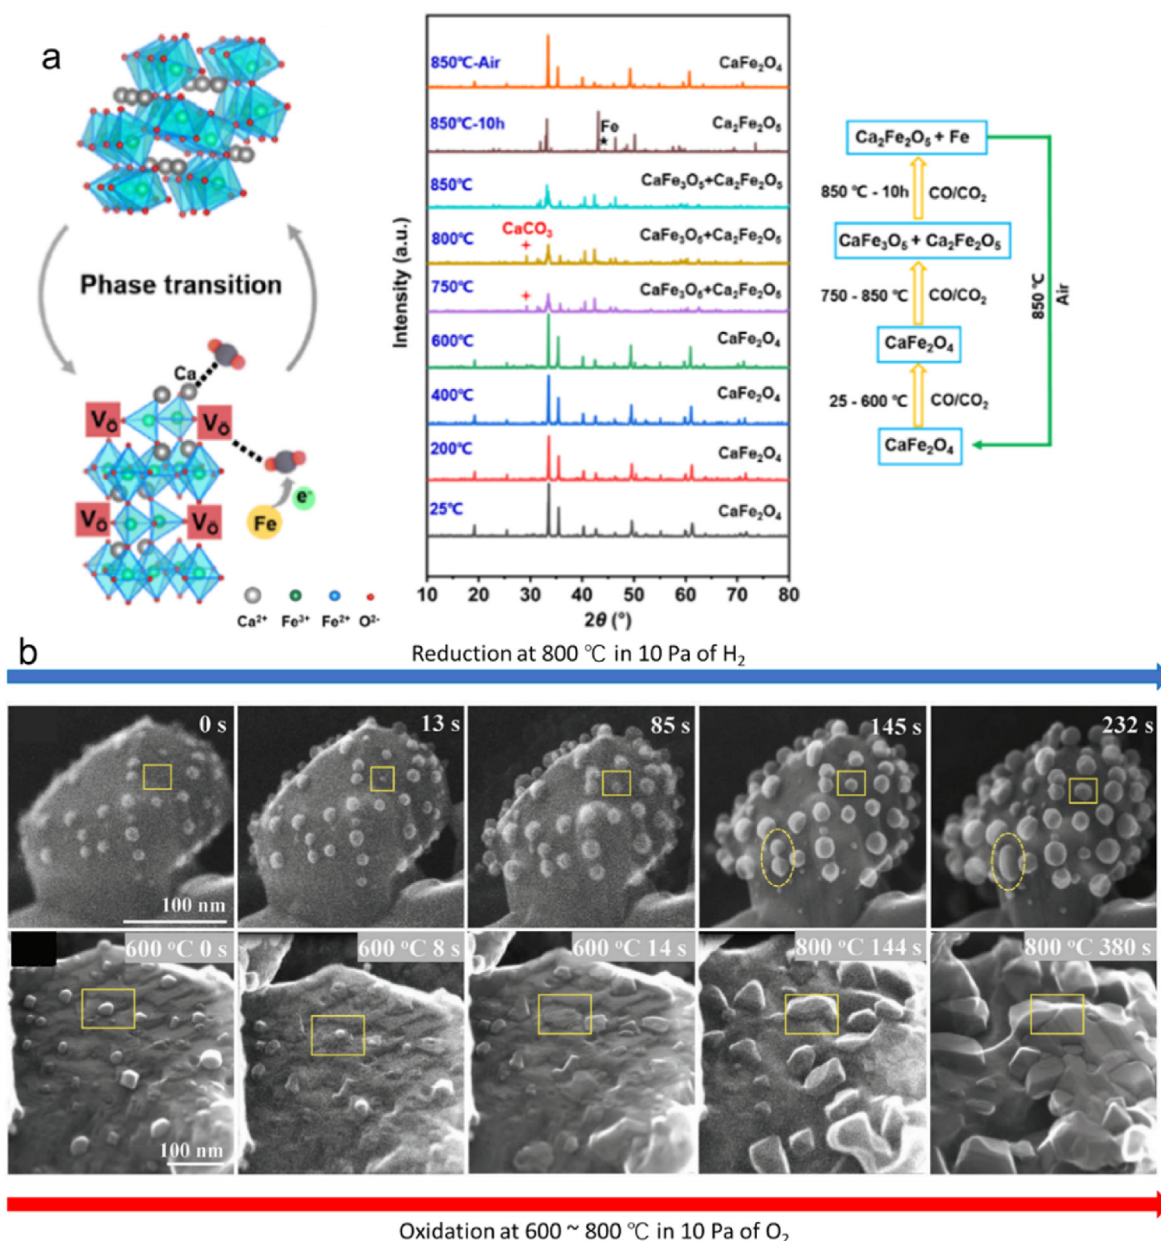 a
Phase transition
Ca
VÖ
VÖ
e⁻
Fe
VÖ
VÖ
Ca²⁺ Fe³⁺ Fe²⁺ O²⁻
Intensity (a.u.)
850℃-Air CaFe₂O₄
850℃-10h Fe Ca₂Fe₂O₅
★
850℃ CaFe₃O₅+Ca₂Fe₂O₅
CaCO₃
800℃ + CaFe₃O₅+Ca₂Fe₂O₅
750℃ + CaFe₃O₅+Ca₂Fe₂O₅
600℃ CaFe₂O₄
400℃ CaFe₂O₄
200℃ CaFe₂O₄
25℃ CaFe₂O₄
10 20 30 40 50 60 70 80
2θ (°)
Ca₂Fe₂O₅ + Fe
850 ℃ - 10h CO/CO₂
CaFe₃O₅ + Ca₂Fe₂O₅
750 - 850 ℃ CO/CO₂
CaFe₂O₄
25 - 600 ℃ CO/CO₂
CaFe₂O₄
850 ℃
Air
b
Reduction at 800 ℃ in 10 Pa of H₂
0 s 13 s 85 s 145 s 232 s
100 nm
600 °C 0 s 600 °C 8 s 600 °C 14 s 800 °C 144 s 800 °C 380 s
100 nm
Oxidation at 600 ~ 800 ℃ in 10 Pa of O₂